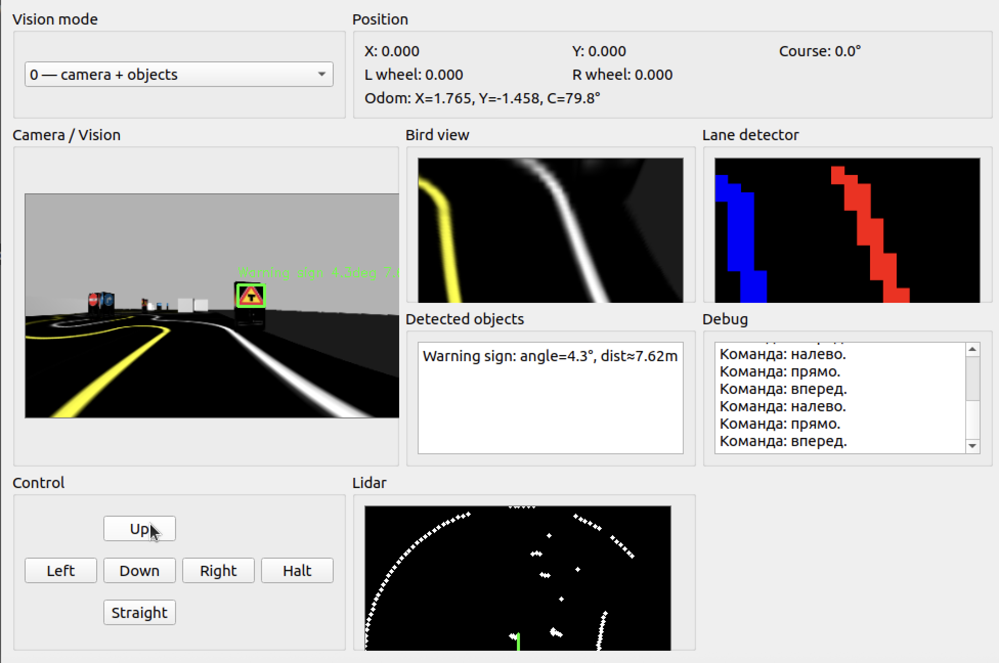 Vision mode
0 — camera + objects
Position
X: 0.000 Y: 0.000 Course: 0.0°
L wheel: 0.000 R wheel: 0.000
Odom: X=1.765, Y=-1.458, C=79.8°
Camera / Vision
Warning sign 4.3deg 7.6
Bird view
Lane detector
Detected objects
Warning sign: angle=4.3°, dist≈7.62m
Debug
Команда: налево.
Команда: прямо.
Команда: вперед.
Команда: налево.
Команда: прямо.
Команда: вперед.
Control
Up
Left Down Right Halt
Straight
Lidar